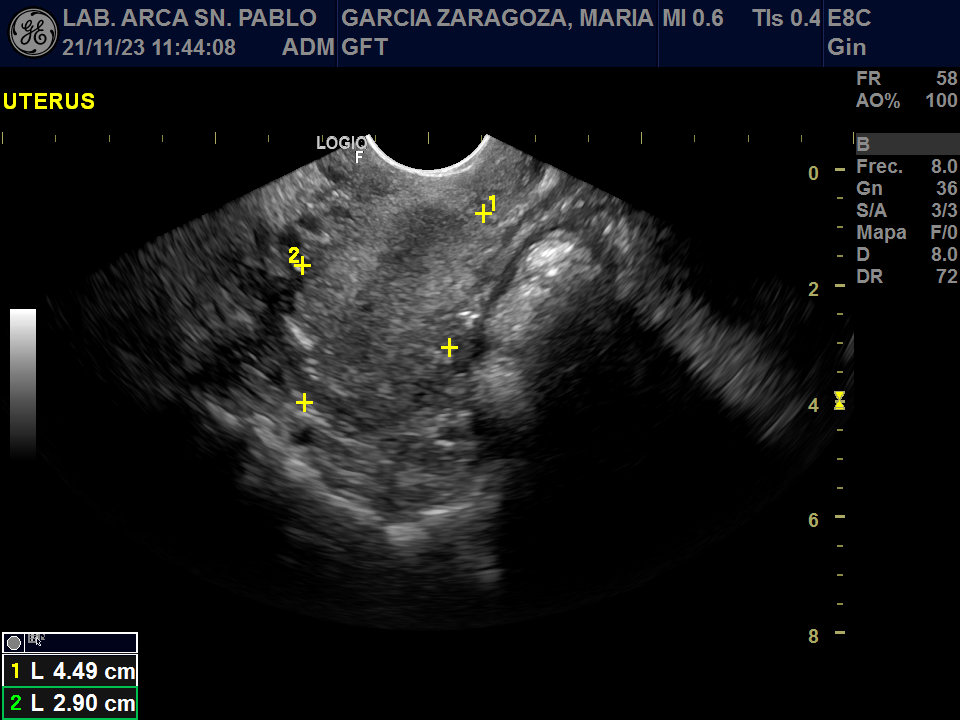 LAB. ARCA SN. PABLO GARCIA ZARAGOZA, MARIA MI 0.6 TIs 0.4 E8C
21/11/23 11:44:08 ADM GFT Gin
FR 58
AO% 100
UTERUS
LOGIQ
F
B
Frec. 8.0
Gn 36
S/A 3/3
Mapa F/0
D 8.0
DR 72
0
1
2
2
4
6
8
1 L 4.49 cm
2 L 2.90 cm